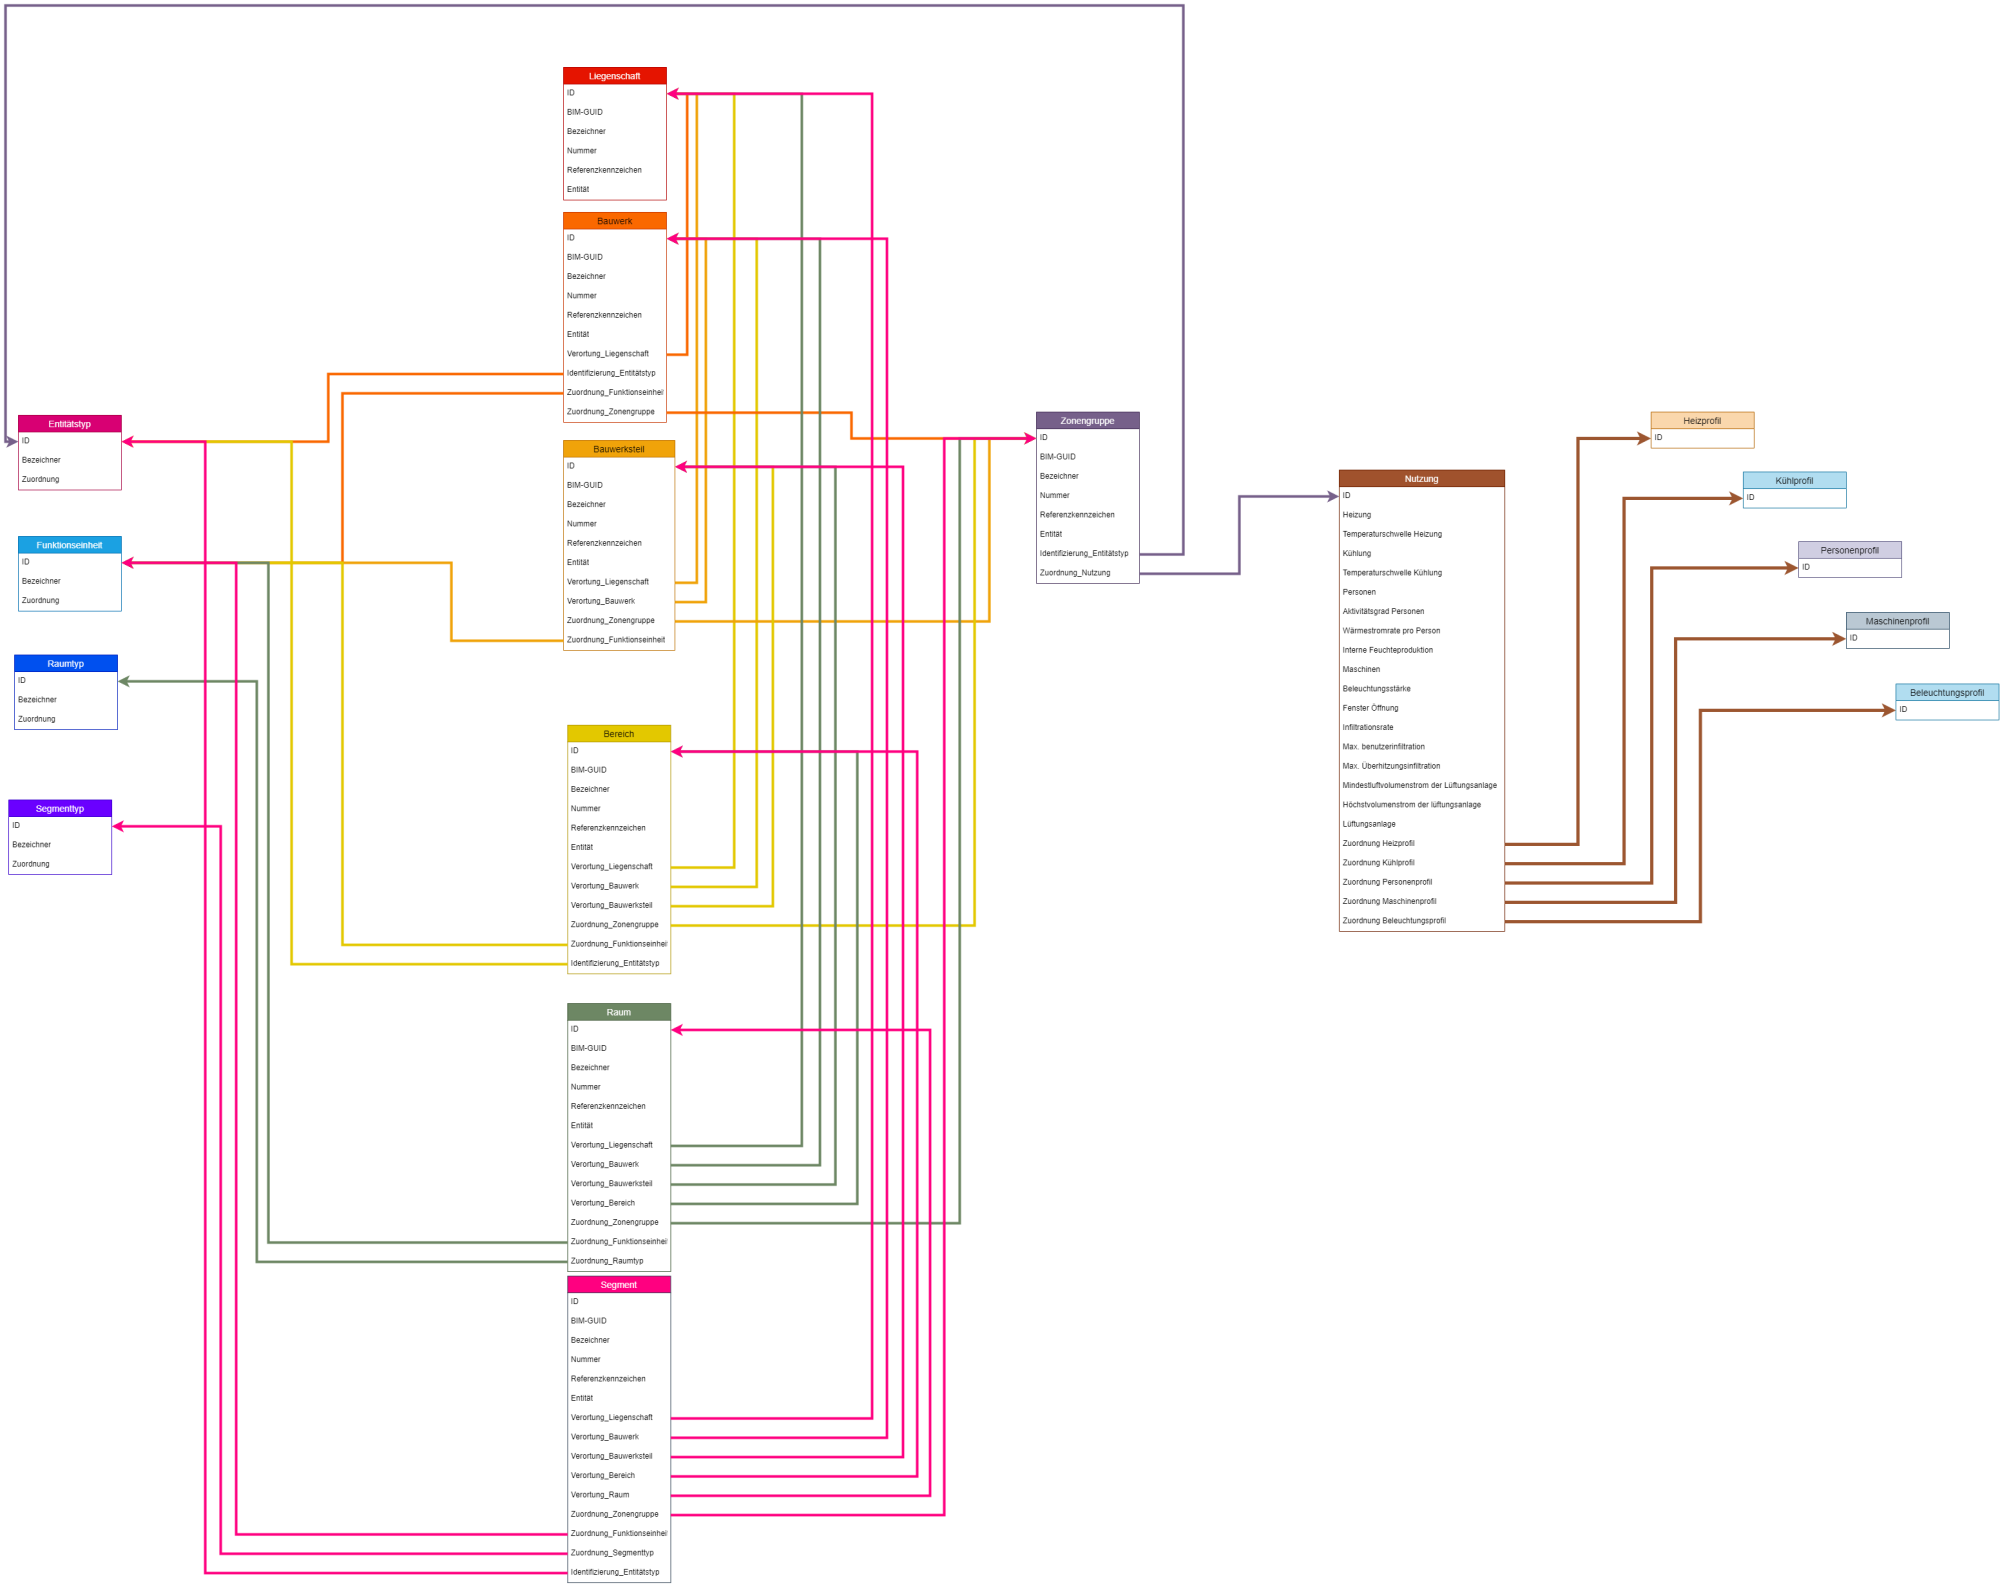 Liegenschaft
ID
BIM-GUID
Bezeichner
Nummer
Referenzkennzeichen
Entität
Bauwerk
ID
BIM-GUID
Bezeichner
Nummer
Referenzkennzeichen
Entität
Verortung_Liegenschaft
Identifizierung_Entitätstyp
Zuordnung_Funktionseinhei
Zuordnung_Zonengruppe
Entitätstyp
ID
Bezeichner
Zuordnung
Funktionseinheit
ID
Bezeichner
Zuordnung
Raumtyp
ID
Bezeichner
Zuordnung
Segmenttyp
ID
Bezeichner
Zuordnung
Bauwerksteil
ID
BIM-GUID
Bezeichner
Nummer
Referenzkennzeichen
Entität
Verortung_Liegenschaft
Verortung_Bauwerk
Zuordnung_Zonengruppe
Zuordnung_Funktionseinheit
Bereich
ID
BIM-GUID
Bezeichner
Nummer
Referenzkennzeichen
Entität
Verortung_Liegenschaft
Verortung_Bauwerk
Verortung_Bauwerksteil
Zuordnung_Zonengruppe
Zuordnung_Funktionseinhei
Identifizierung_Entitätstyp
Raum
ID
BIM-GUID
Bezeichner
Nummer
Referenzkennzeichen
Entität
Verortung_Liegenschaft
Verortung_Bauwerk
Verortung_Bauwerksteil
Verortung_Bereich
Zuordnung_Zonengruppe
Zuordnung_Funktionseinhei
Zuordnung_Raumtyp
Segment
ID
BIM-GUID
Bezeichner
Nummer
Referenzkennzeichen
Entität
Verortung_Liegenschaft
Verortung_Bauwerk
Verortung_Bauwerksteil
Verortung_Bereich
Verortung_Raum
Zuordnung_Zonengruppe
Zuordnung_Funktionseinhei
Zuordnung_Segmenttyp
Identifizierung_Entitätstyp
Zonengruppe
ID
BIM-GUID
Bezeichner
Nummer
Referenzkennzeichen
Entität
Identifizierung_Entitätstyp
Zuordnung_Nutzung
Nutzung
ID
Heizung
Temperaturschwelle Heizung
Kühlung
Temperaturschwelle Kühlung
Personen
Aktivitätsgrad Personen
Wärmestromrate pro Person
Interne Feuchteproduktion
Maschinen
Beleuchtungsstärke
Fenster Öffnung
Infiltrationsrate
Max. benutzerinfiltration
Max. Überhitzungsinfiltration
Mindestluftvolumenstrom der Lüftungsanlage
Höchstvolumenstrom der lüftungsanlage
Lüftungsanlage
Zuordnung Heizprofil
Zuordnung Kühlprofil
Zuordnung Personenprofil
Zuordnung Maschinenprofil
Zuordnung Beleuchtungsprofil
Heizprofil
ID
Kühlprofil
ID
Personenprofil
ID
Maschinenprofil
ID
Beleuchtungsprofil
ID